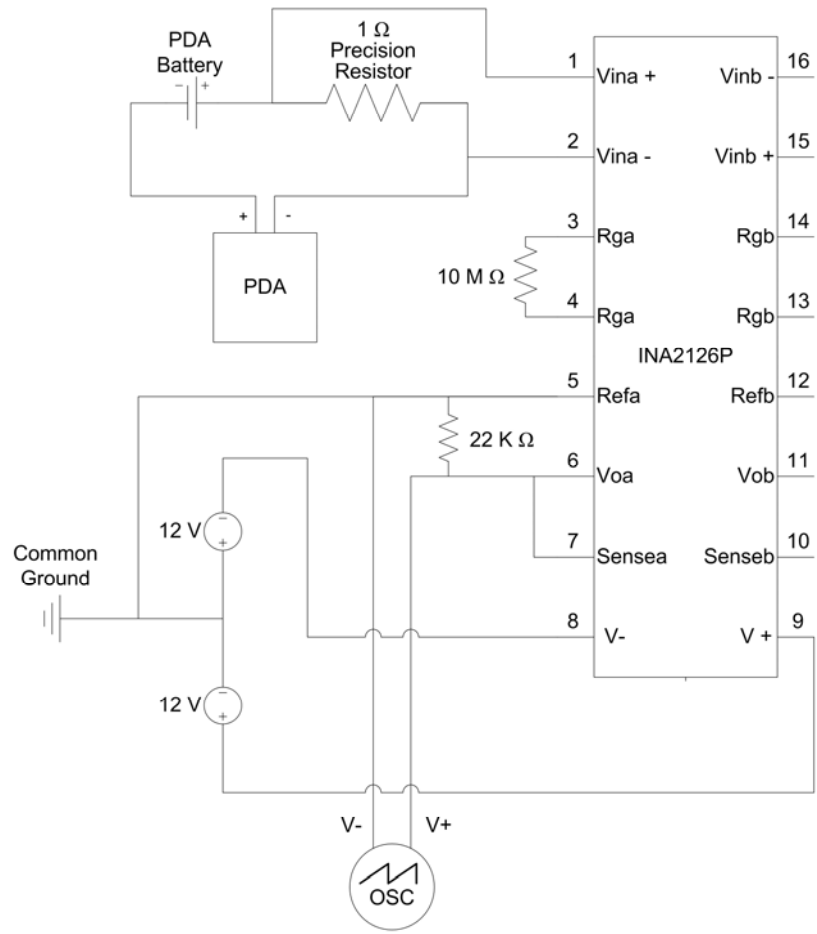 PDA
Battery
- +
1 Ω
Precision
Resistor
+ -
PDA
10 M Ω
22 K Ω
12 V
- 
+
Common
Ground
12 V
-
+
V- V+
OSC
INA2126P
1 Vina +
2 Vina -
3 Rga
4 Rga
5 Refa
6 Voa
7 Sensea
8 V-
16 Vinb -
15 Vinb +
14 Rgb
13 Rgb
12 Refb
11 Vob
10 Senseb
9 V +